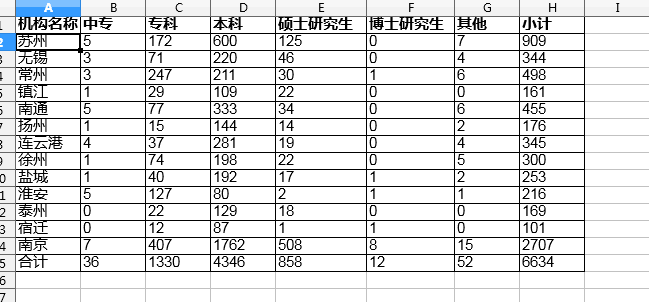 A B C D E F G H I
1 机构名称 中专 专科 本科 硕士研究生 博士研究生 其他 小计
2 苏州 5 172 600 125 0 7 909
3 无锡 3 71 220 46 0 4 344
4 常州 3 247 211 30 1 6 498
5 镇江 1 29 109 22 0 0 161
6 南通 5 77 333 34 0 6 455
7 扬州 1 15 144 14 0 2 176
8 连云港 4 37 281 19 0 4 345
9 徐州 1 74 198 22 0 5 300
0 盐城 1 40 192 17 1 2 253
1 淮安 5 127 80 2 1 1 216
2 泰州 0 22 129 18 0 0 169
3 宿迁 0 12 87 1 1 0 101
4 南京 7 407 1762 508 8 15 2707
5 合计 36 1330 4346 858 12 52 6634
6
7